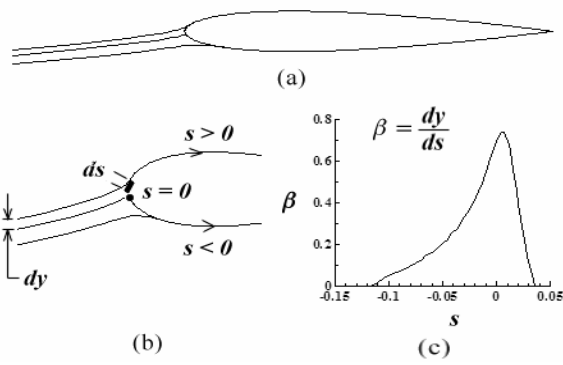 (a)
s > 0
ds
s = 0
s < 0
dy
(b)
0.8
0.6
0.4
0.2
0
β = dy/ds
β
-0.15 -0.1 -0.05 0 0.05
s
(c)